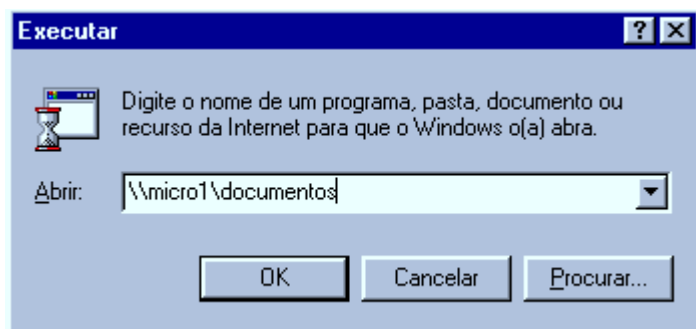 Executar
Digite o nome de um programa, pasta, documento ou
recurso da Internet para que o Windows o(a) abra.
Abrir: \\micro1\documentos
OK Cancelar Procurar...